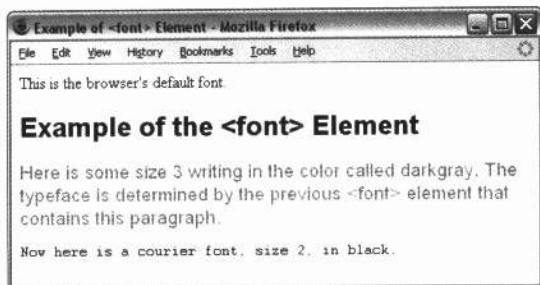 Example of <font> Element - Mozilla Firefox
File Edit View History Bookmarks Tools Help
This is the browser's default font.
Example of the <font> Element
Here is some size 3 writing in the color called darkgray. The
typeface is determined by the previous <font> element that
contains this paragraph.
Now here is a courier font, size 2, in black.